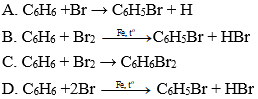 A. C₆H₆ +Br → C₆H₅Br + H
B. C₆H₆ + Br₂ —Fe, t°→ C₆H₅Br + HBr
C. C₆H₆ + Br₂ → C₆H₆Br₂
D. C₆H₆ +2Br —Fe, t°→ C₆H₅Br + HBr